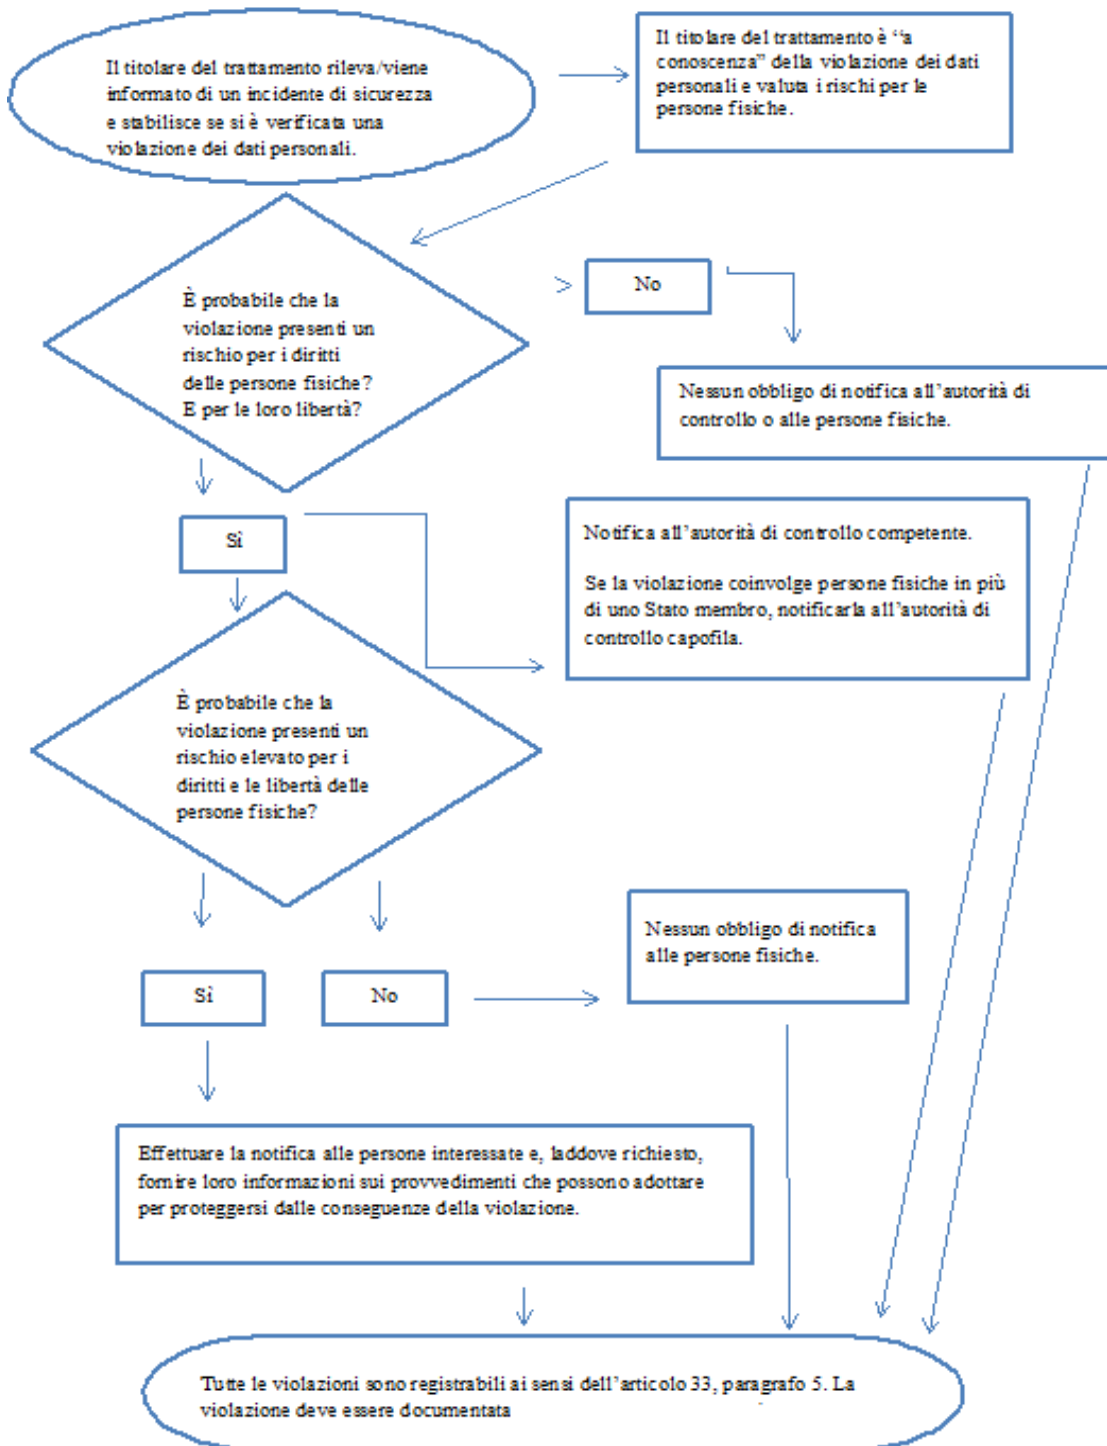 Il titolare del trattamento rileva/viene
informato di un incidente di sicurezza
e stabilisce se si è verificata una
violazione dei dati personali.
Il titolare del trattamento è “a
conoscenza” della violazione dei dati
personali e valuta i rischi per le
persone fisiche.
È probabile che la
violazione presenti un
rischio per i diritti
delle persone fisiche?
E per le loro libertà?
No
Nessun obbligo di notifica all’autorità di
controllo o alle persone fisiche.
Sì
Notifica all’autorità di controllo competente.
Se la violazione coinvolge persone fisiche in più
di uno Stato membro, notificarla all’autorità di
controllo capofila.
È probabile che la
violazione presenti un
rischio elevato per i
diritti e le libertà delle
persone fisiche?
Sì
No
Nessun obbligo di notifica
alle persone fisiche.
Effettuare la notifica alle persone interessate e, laddove richiesto,
fornire loro informazioni sui provvedimenti che possono adottare
per proteggersi dalle conseguenze della violazione.
Tutte le violazioni sono registrabili ai sensi dell’articolo 33, paragrafo 5. La
violazione deve essere documentata